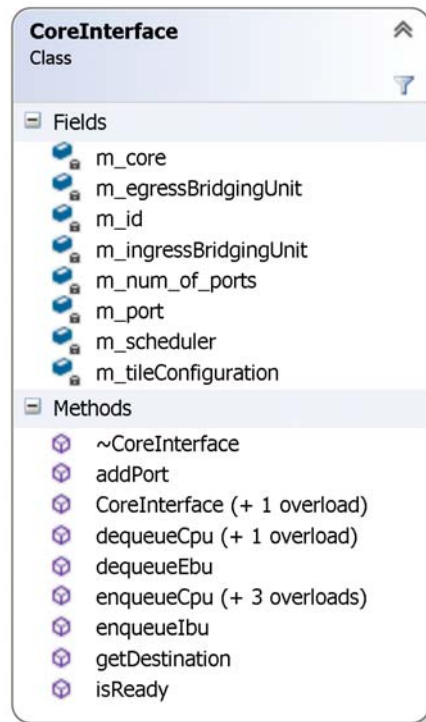 CoreInterface
Class
Fields
m_core
m_egressBridgingUnit
m_id
m_ingressBridgingUnit
m_num_of_ports
m_port
m_scheduler
m_tileConfiguration
Methods
~CoreInterface
addPort
CoreInterface (+ 1 overload)
dequeueCpu (+ 1 overload)
dequeueEbu
enqueueCpu (+ 3 overloads)
enqueueIbu
getDestination
isReady